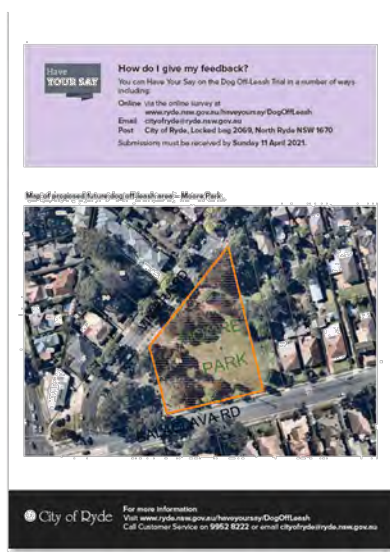 Have
YOUR SAY
How do I give my feedback?
You can Have Your Say on the Dog Off-Leash Trial in a number of ways
including:
Online via the online survey at
www.ryde.nsw.gov.au/haveyoursay/DogOffLeash
Email cityofryde@ryde.nsw.gov.au
Post City of Ryde, Locked bag 2069, North Ryde NSW 1670
Submissions must be received by Sunday 11 April 2021.
Map of proposed future dog off leash area – Moore Park
PARK
RD
City of Ryde
For more information
Visit www.ryde.nsw.gov.au/haveyoursay/DogOffLeash
Call Customer Service on 9952 8222 or email cityofryde@ryde.nsw.gov.au